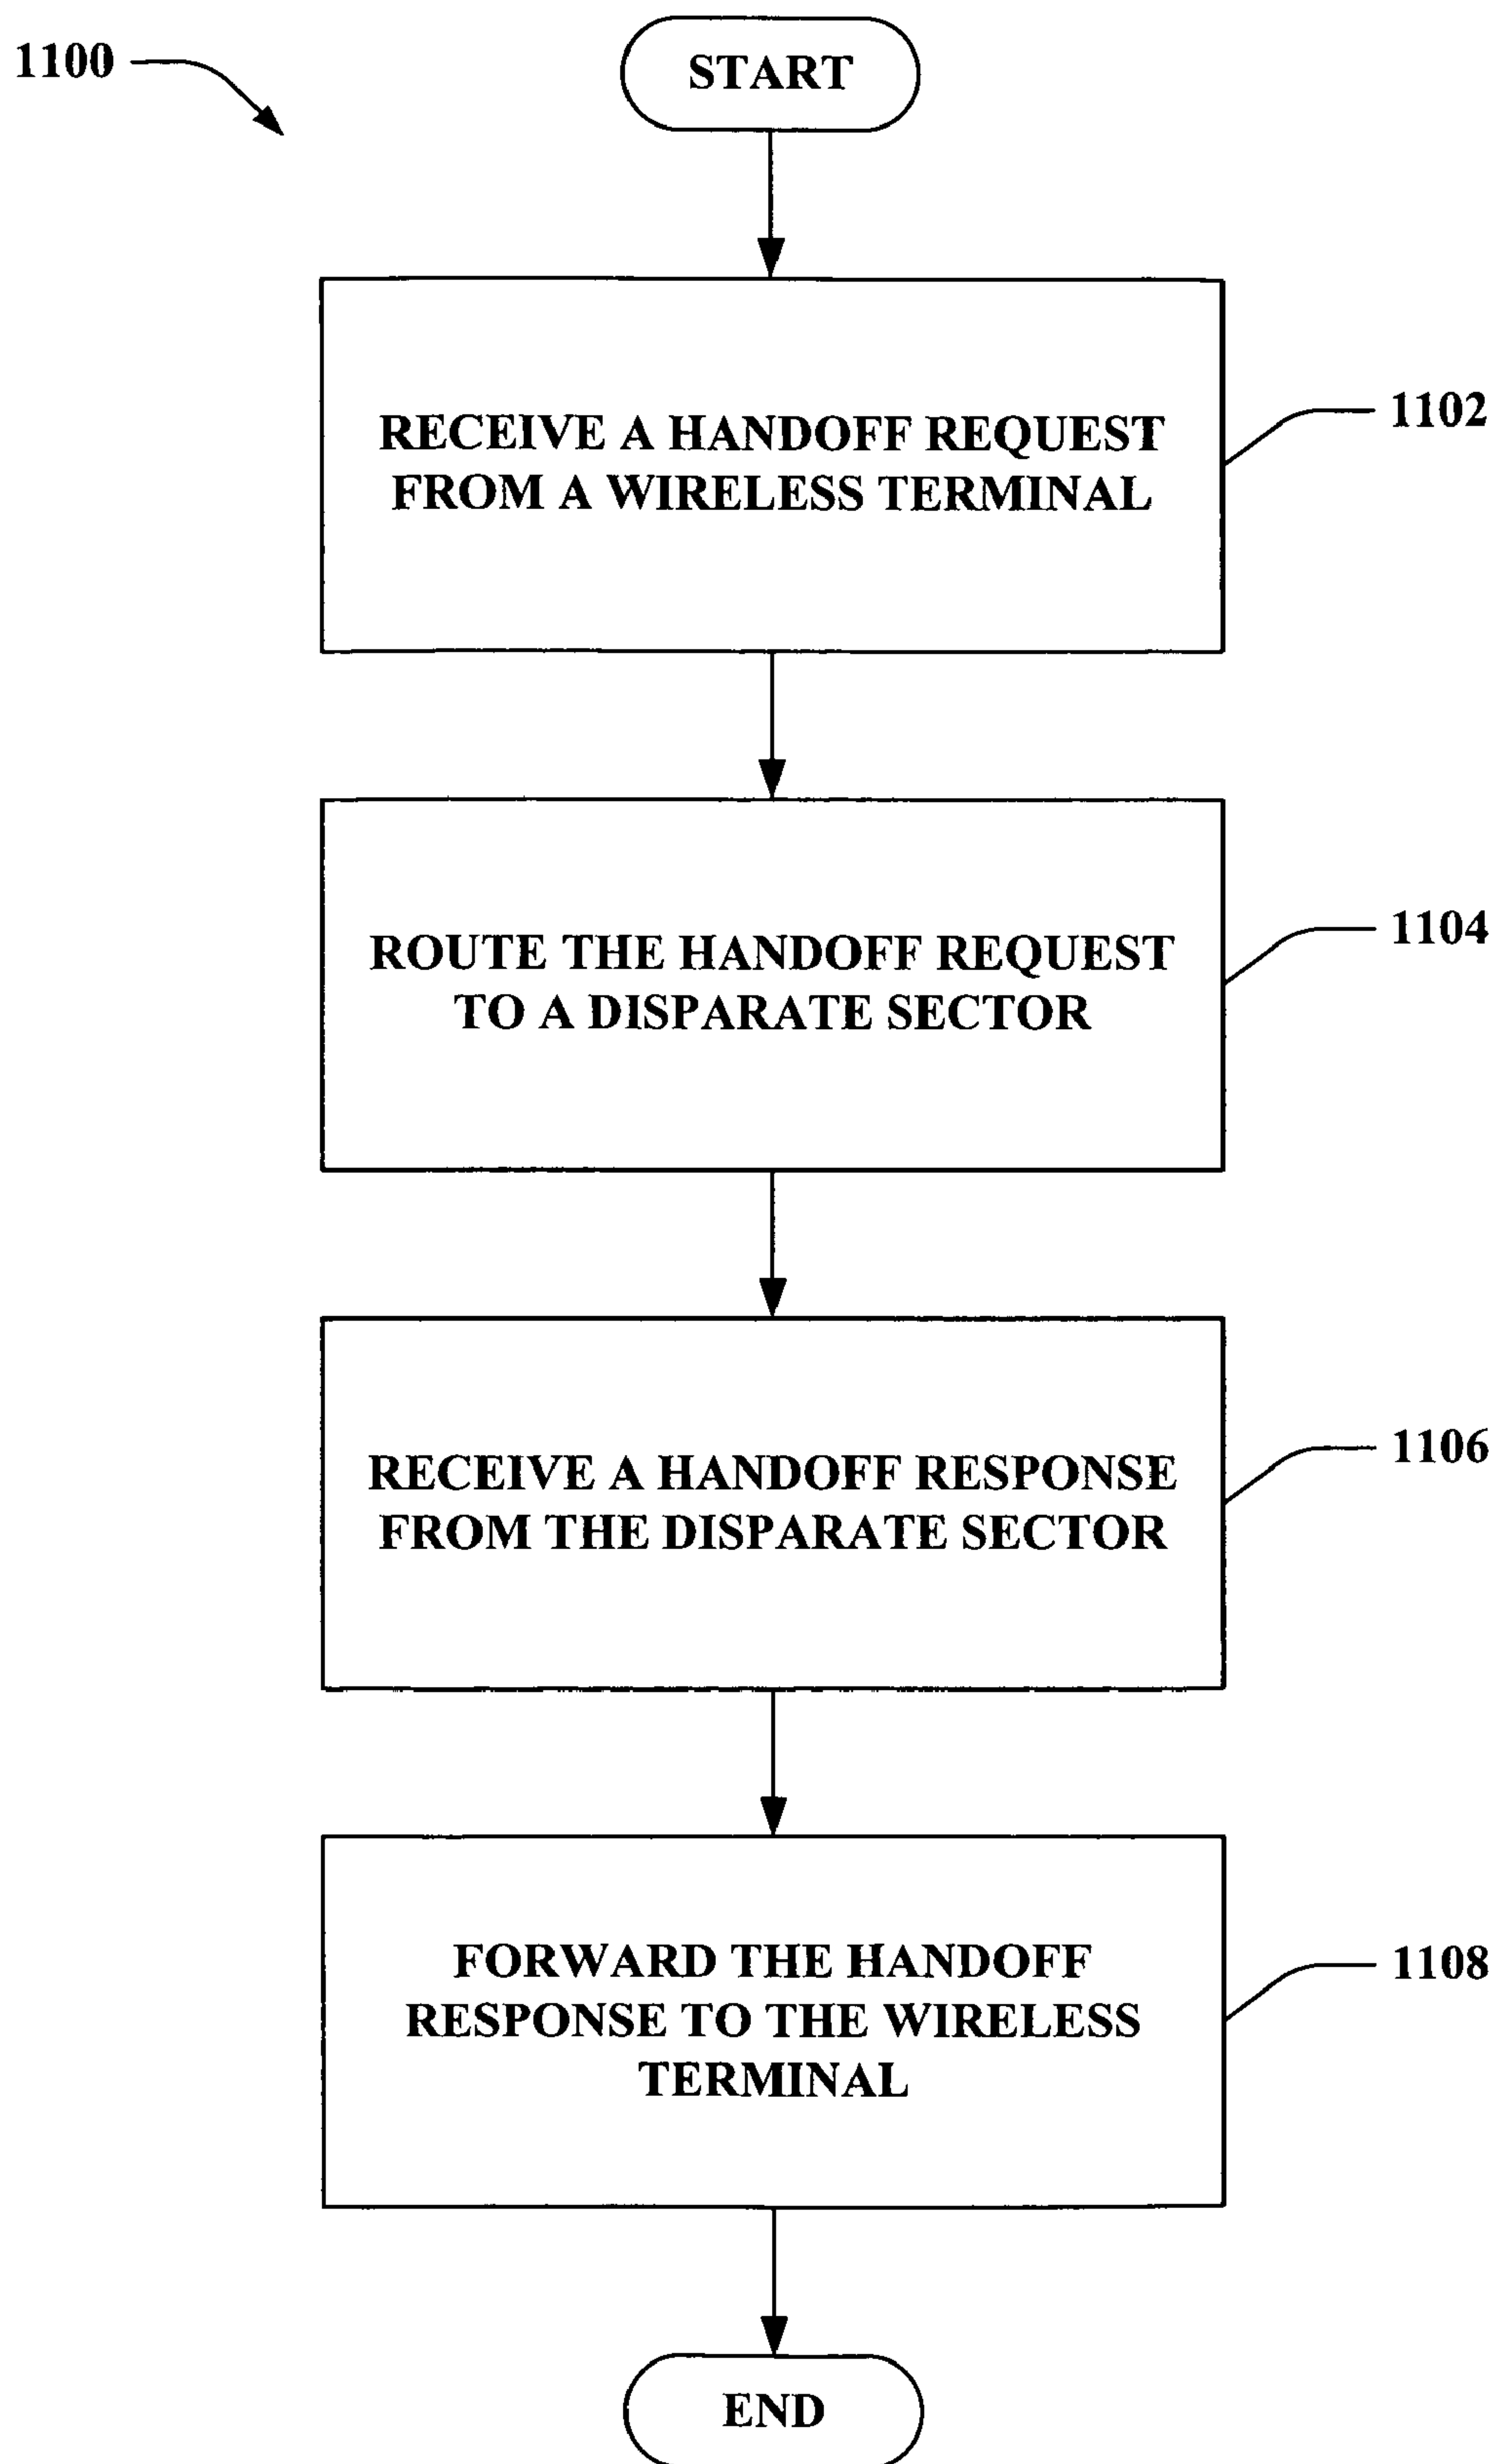 1100
START
RECEIVE A HANDOFF REQUEST
FROM A WIRELESS TERMINAL
1102
ROUTE THE HANDOFF REQUEST
TO A DISPARATE SECTOR
1104
RECEIVE A HANDOFF RESPONSE
FROM THE DISPARATE SECTOR
1106
FORWARD THE HANDOFF
RESPONSE TO THE WIRELESS
TERMINAL
1108
END